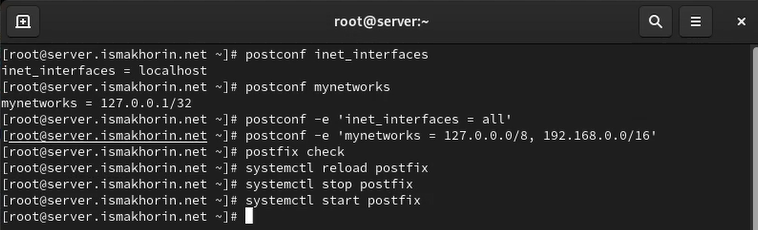 root@server:~
[root@server.ismakhorin.net ~]# postconf inet_interfaces
inet_interfaces = localhost
[root@server.ismakhorin.net ~]# postconf mynetworks
mynetworks = 127.0.0.1/32
[root@server.ismakhorin.net ~]# postconf -e 'inet_interfaces = all'
[root@server.ismakhorin.net ~]# postconf -e 'mynetworks = 127.0.0.0/8, 192.168.0.0/16'
[root@server.ismakhorin.net ~]# postfix check
[root@server.ismakhorin.net ~]# systemctl reload postfix
[root@server.ismakhorin.net ~]# systemctl stop postfix
[root@server.ismakhorin.net ~]# systemctl start postfix
[root@server.ismakhorin.net ~]#